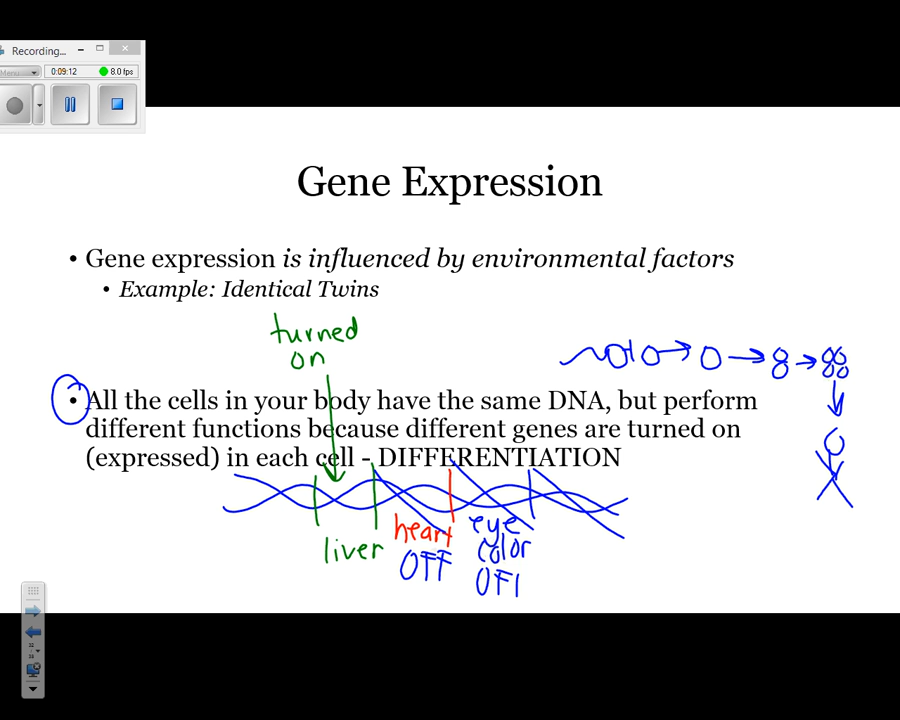 Recording...
Menu
0:09:12
8.0 fps
Gene Expression
• Gene expression is influenced by environmental factors
• Example: Identical Twins
turned
on
• All the cells in your body have the same DNA, but perform
different functions because different genes are turned on
(expressed) in each cell - DIFFERENTIATION
liver
heart
OFF
eye
color
OF